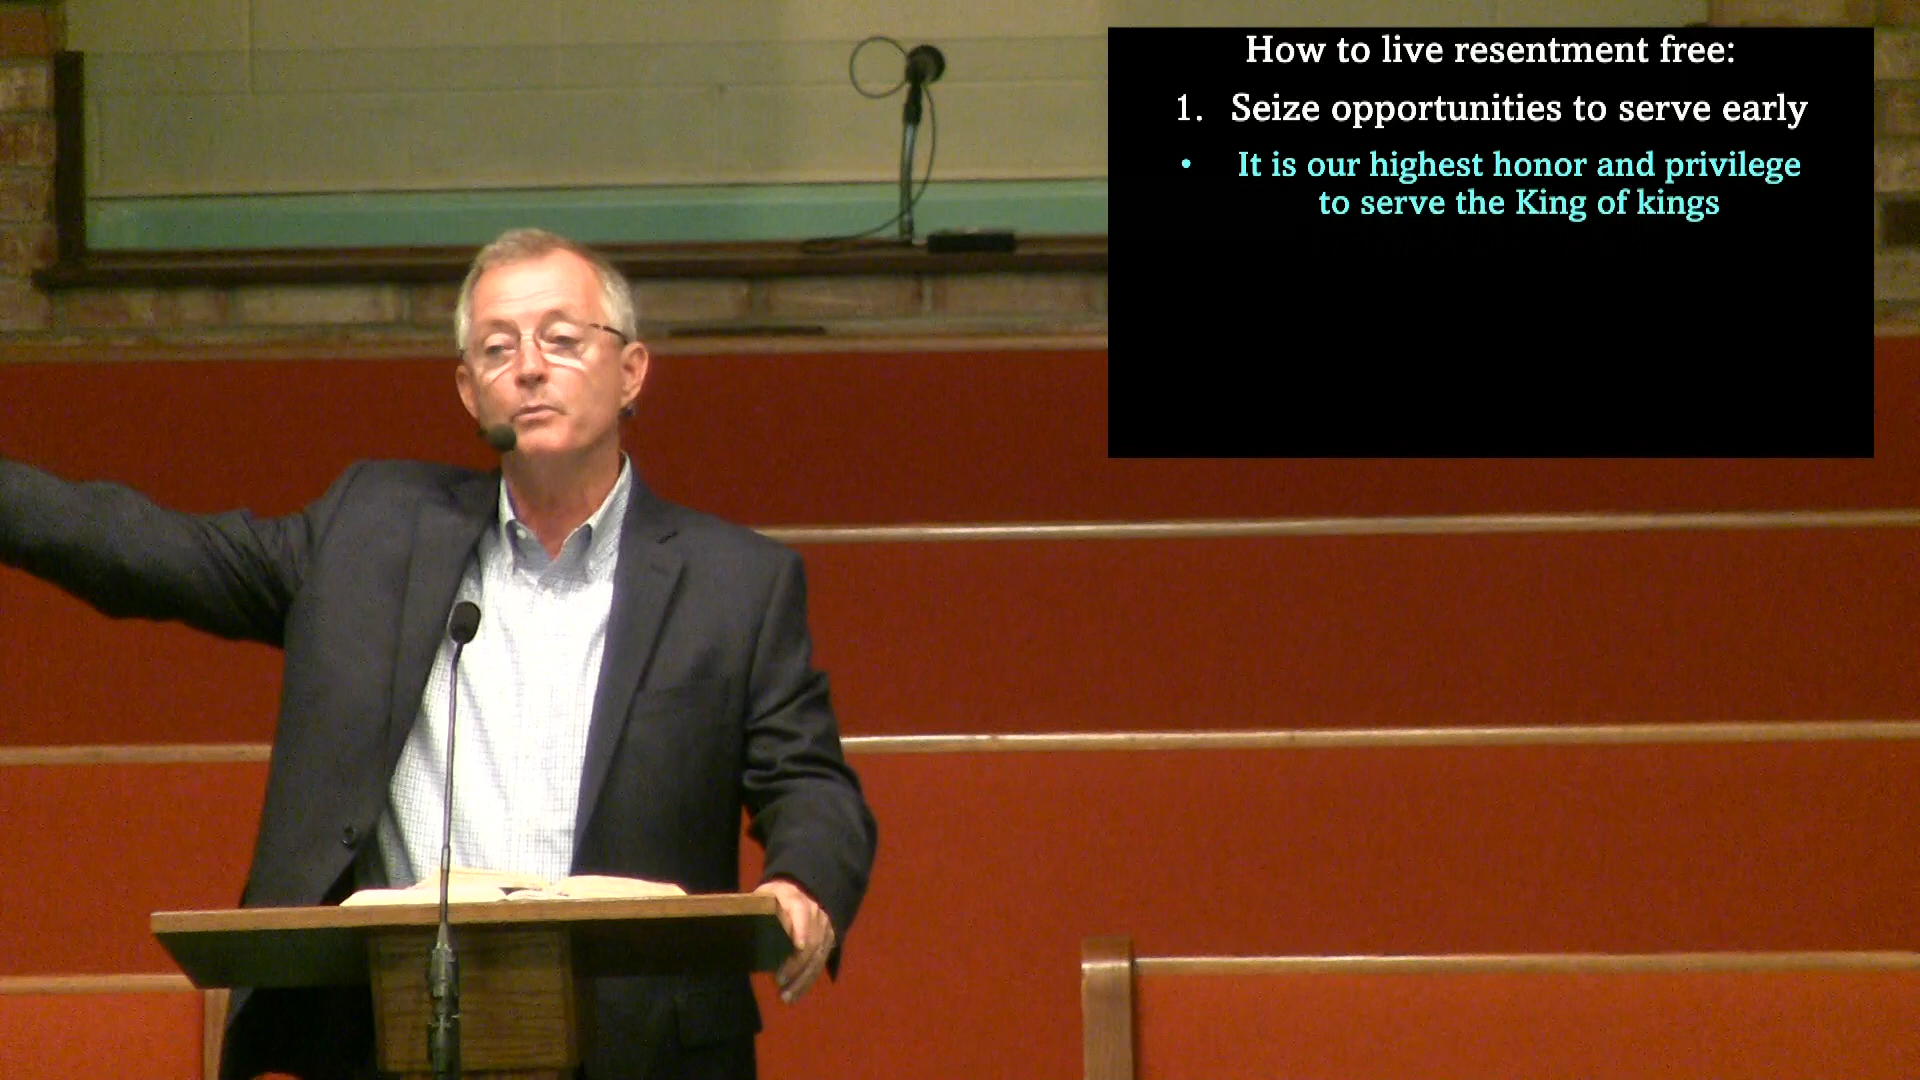 How to live resentment free:
1. Seize opportunities to serve early
• It is our highest honor and privilege
to serve the King of kings